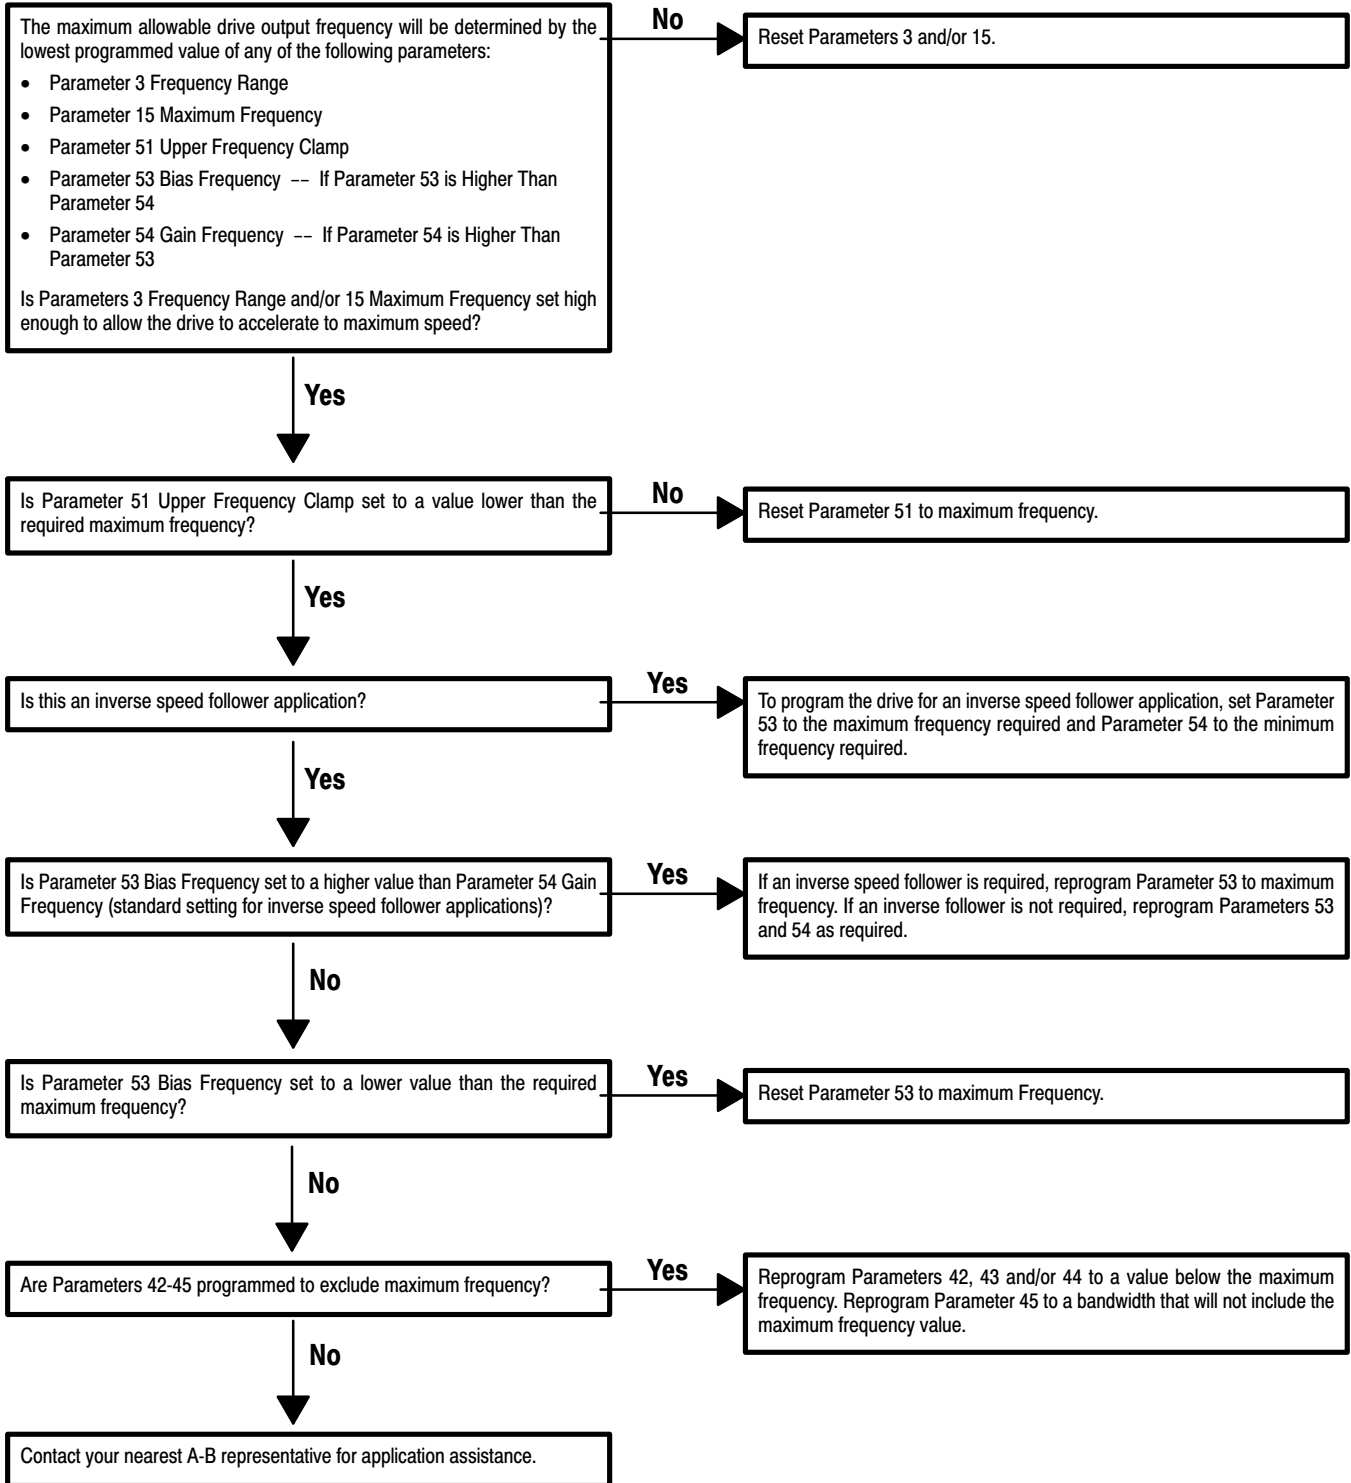 The maximum allowable drive output frequency will be determined by the
lowest programmed value of any of the following parameters:
• Parameter 3 Frequency Range
• Parameter 15 Maximum Frequency
• Parameter 51 Upper Frequency Clamp
• Parameter 53 Bias Frequency -- If Parameter 53 is Higher Than
Parameter 54
• Parameter 54 Gain Frequency -- If Parameter 54 is Higher Than
Parameter 53
Is Parameters 3 Frequency Range and/or 15 Maximum Frequency set high
enough to allow the drive to accelerate to maximum speed?
No
Reset Parameters 3 and/or 15.
Yes
Is Parameter 51 Upper Frequency Clamp set to a value lower than the
required maximum frequency?
No
Reset Parameter 51 to maximum frequency.
Yes
Is this an inverse speed follower application?
Yes
To program the drive for an inverse speed follower application, set Parameter
53 to the maximum frequency required and Parameter 54 to the minimum
frequency required.
Yes
Is Parameter 53 Bias Frequency set to a higher value than Parameter 54 Gain
Frequency (standard setting for inverse speed follower applications)?
Yes
If an inverse speed follower is required, reprogram Parameter 53 to maximum
frequency. If an inverse follower is not required, reprogram Parameters 53
and 54 as required.
No
Is Parameter 53 Bias Frequency set to a lower value than the required
maximum frequency?
Yes
Reset Parameter 53 to maximum Frequency.
No
Are Parameters 42-45 programmed to exclude maximum frequency?
Yes
Reprogram Parameters 42, 43 and/or 44 to a value below the maximum
frequency. Reprogram Parameter 45 to a bandwidth that will not include the
maximum frequency value.
No
Contact your nearest A-B representative for application assistance.